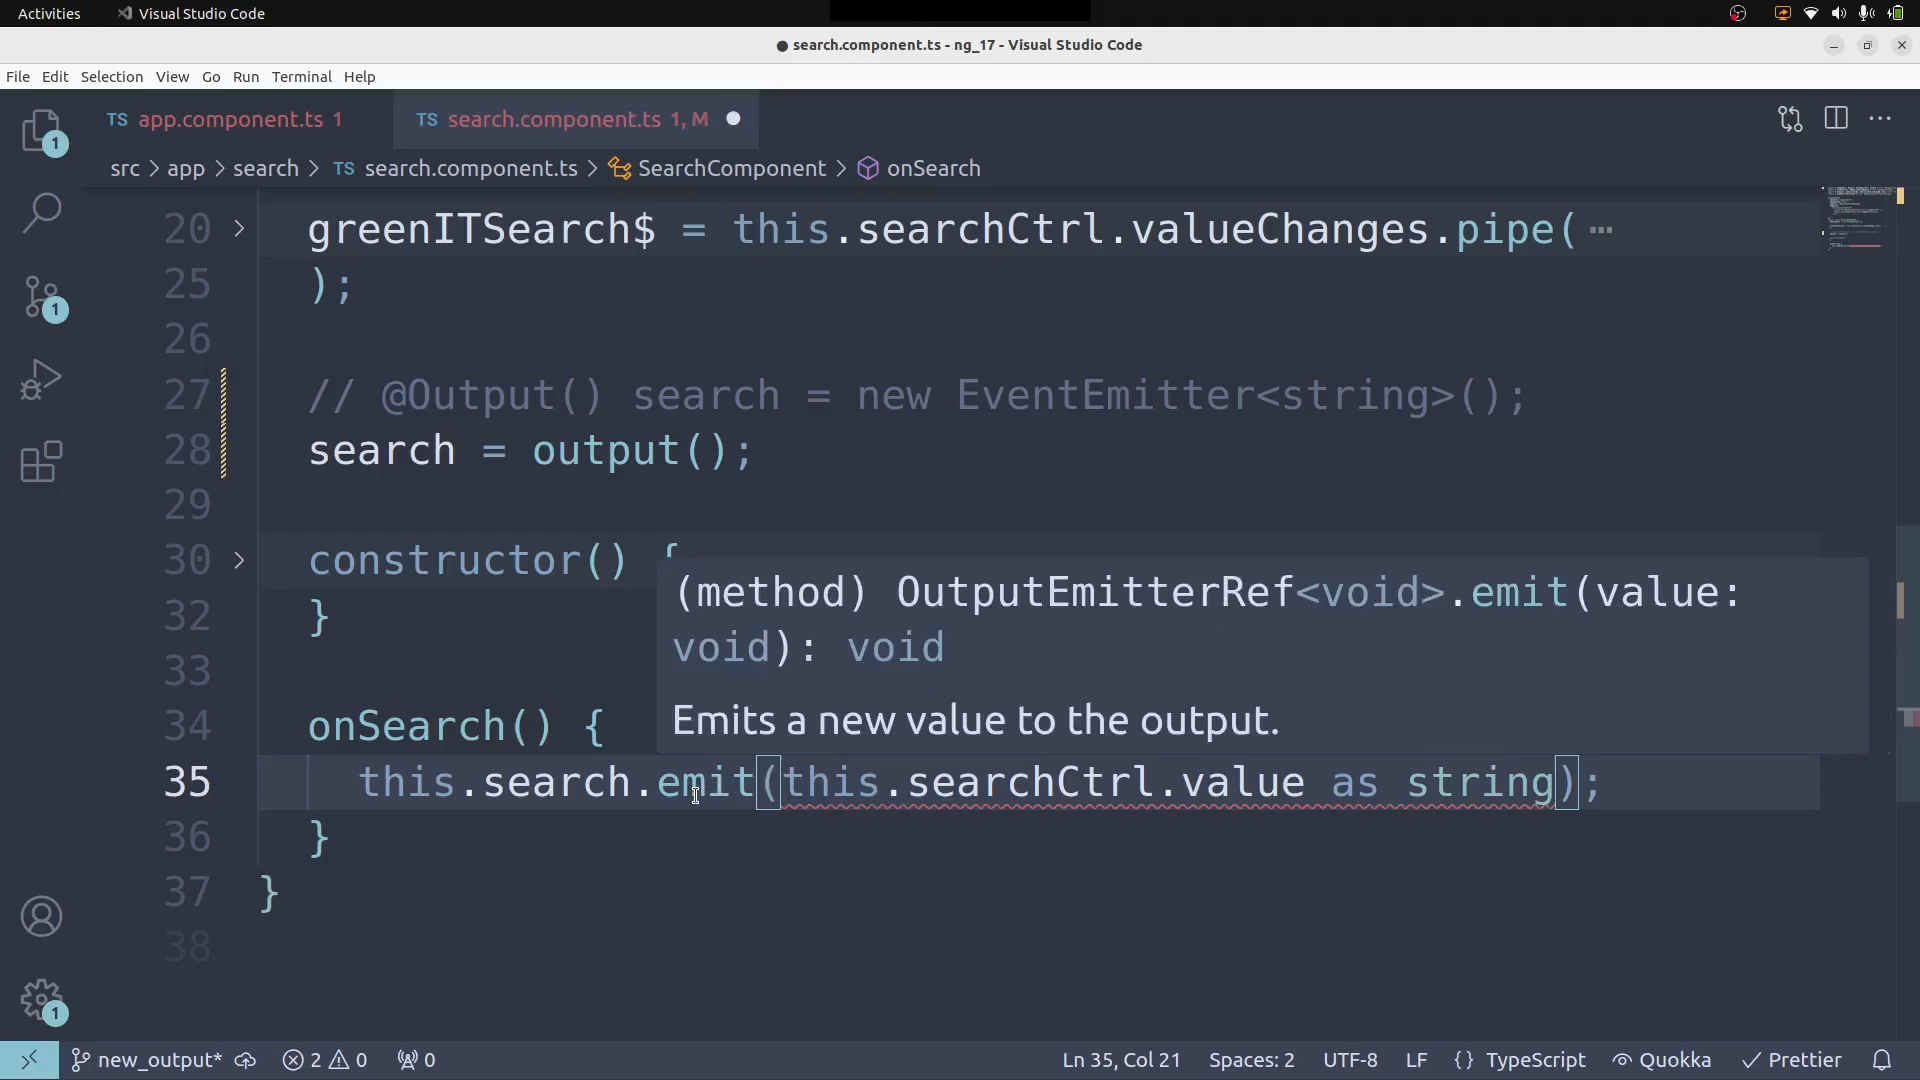 Activities
Visual Studio Code
● search.component.ts - ng_17 - Visual Studio Code
File Edit Selection View Go Run Terminal Help
TS app.component.ts 1
TS search.component.ts 1, M
src > app > search > TS search.component.ts > SearchComponent > onSearch
1
1
1
20 greenITSearch$ = this.searchCtrl.valueChanges.pipe( ⋯
25 );
26
27 // @Output() search = new EventEmitter<string>();
28 search = output();
29
30 constructor() {
32 }
33
34 onSearch() {
35 this.search.emit(this.searchCtrl.value as string);
36 }
37 }
38
(method) OutputEmitterRef<void>.emit(value:
void): void
Emits a new value to the output.
new_output* 2 0 0
Ln 35, Col 21 Spaces: 2 UTF-8 LF {} TypeScript Quokka Prettier